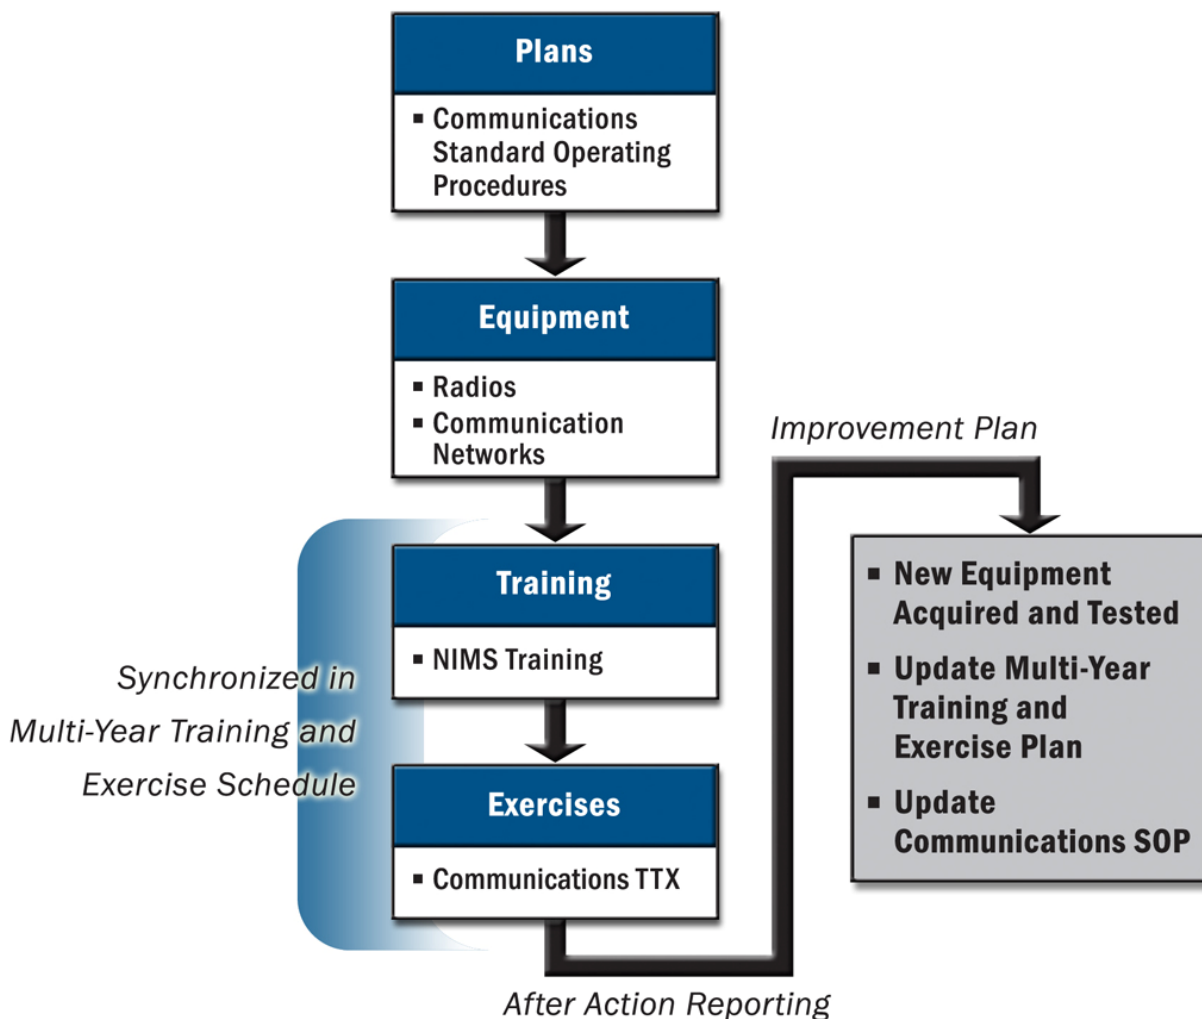 Plans
▪ Communications
Standard Operating
Procedures
Equipment
▪ Radios
▪ Communication
Networks
Training
▪ NIMS Training
Exercises
▪ Communications TTX
Synchronized in
Multi-Year Training and
Exercise Schedule
After Action Reporting
Improvement Plan
▪ New Equipment
Acquired and Tested
▪ Update Multi-Year
Training and
Exercise Plan
▪ Update
Communications SOP